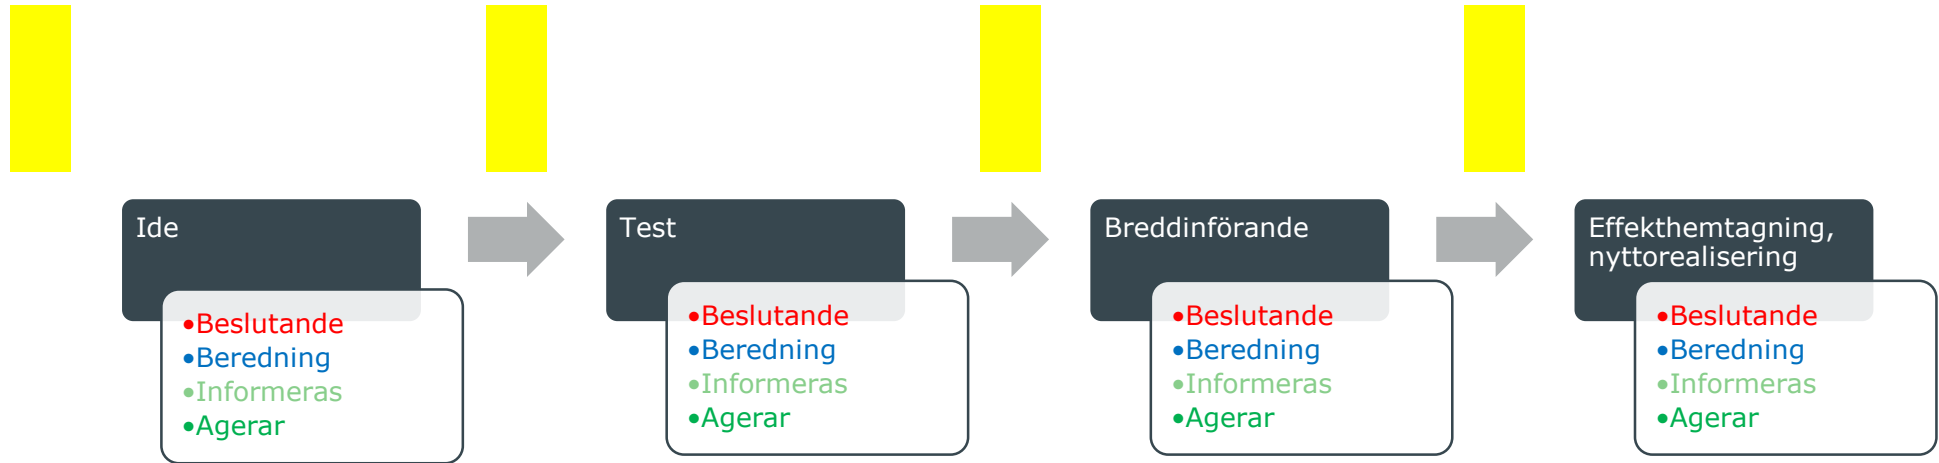 Ide
•Beslutande
•Beredning
•Informeras
•Agerar
Test
•Beslutande
•Beredning
•Informeras
•Agerar
Breddinförande
•Beslutande
•Beredning
•Informeras
•Agerar
Effekthemtagning,
nyttorealisering
•Beslutande
•Beredning
•Informeras
•Agerar